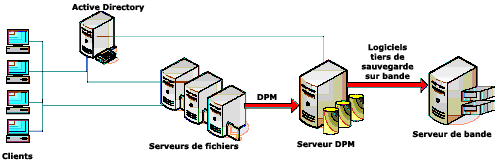 Active Directory
Logiciels
tiers de
sauvegarde
sur bande
DPM
Serveurs de fichiers
Serveur DPM
Serveur de bande
Clients